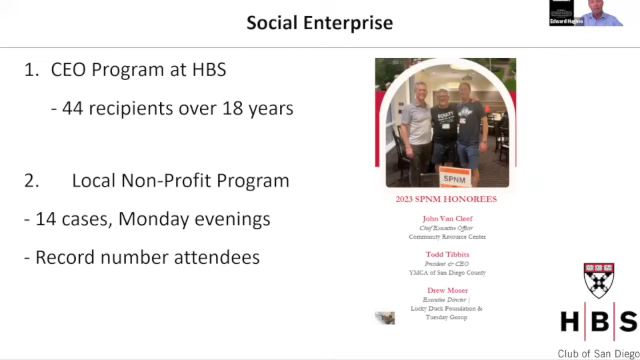 Social Enterprise
Edward
1. CEO Program at HBS
- 44 recipients over 18 years
2. Local Non-Profit Program
- 14 cases, Monday evenings
- Record number attendees
SPNM
2023 SPNM HONOREES
John Van Cleef
Chief Executive Officer
Community Resource Center
Todd Tibbits
President & CEO
YMCA of San Diego County
Drew Moser
Executive Director |
Lucky Duck Foundation &
Tuesday Group
H|B|S
Club of San Diego